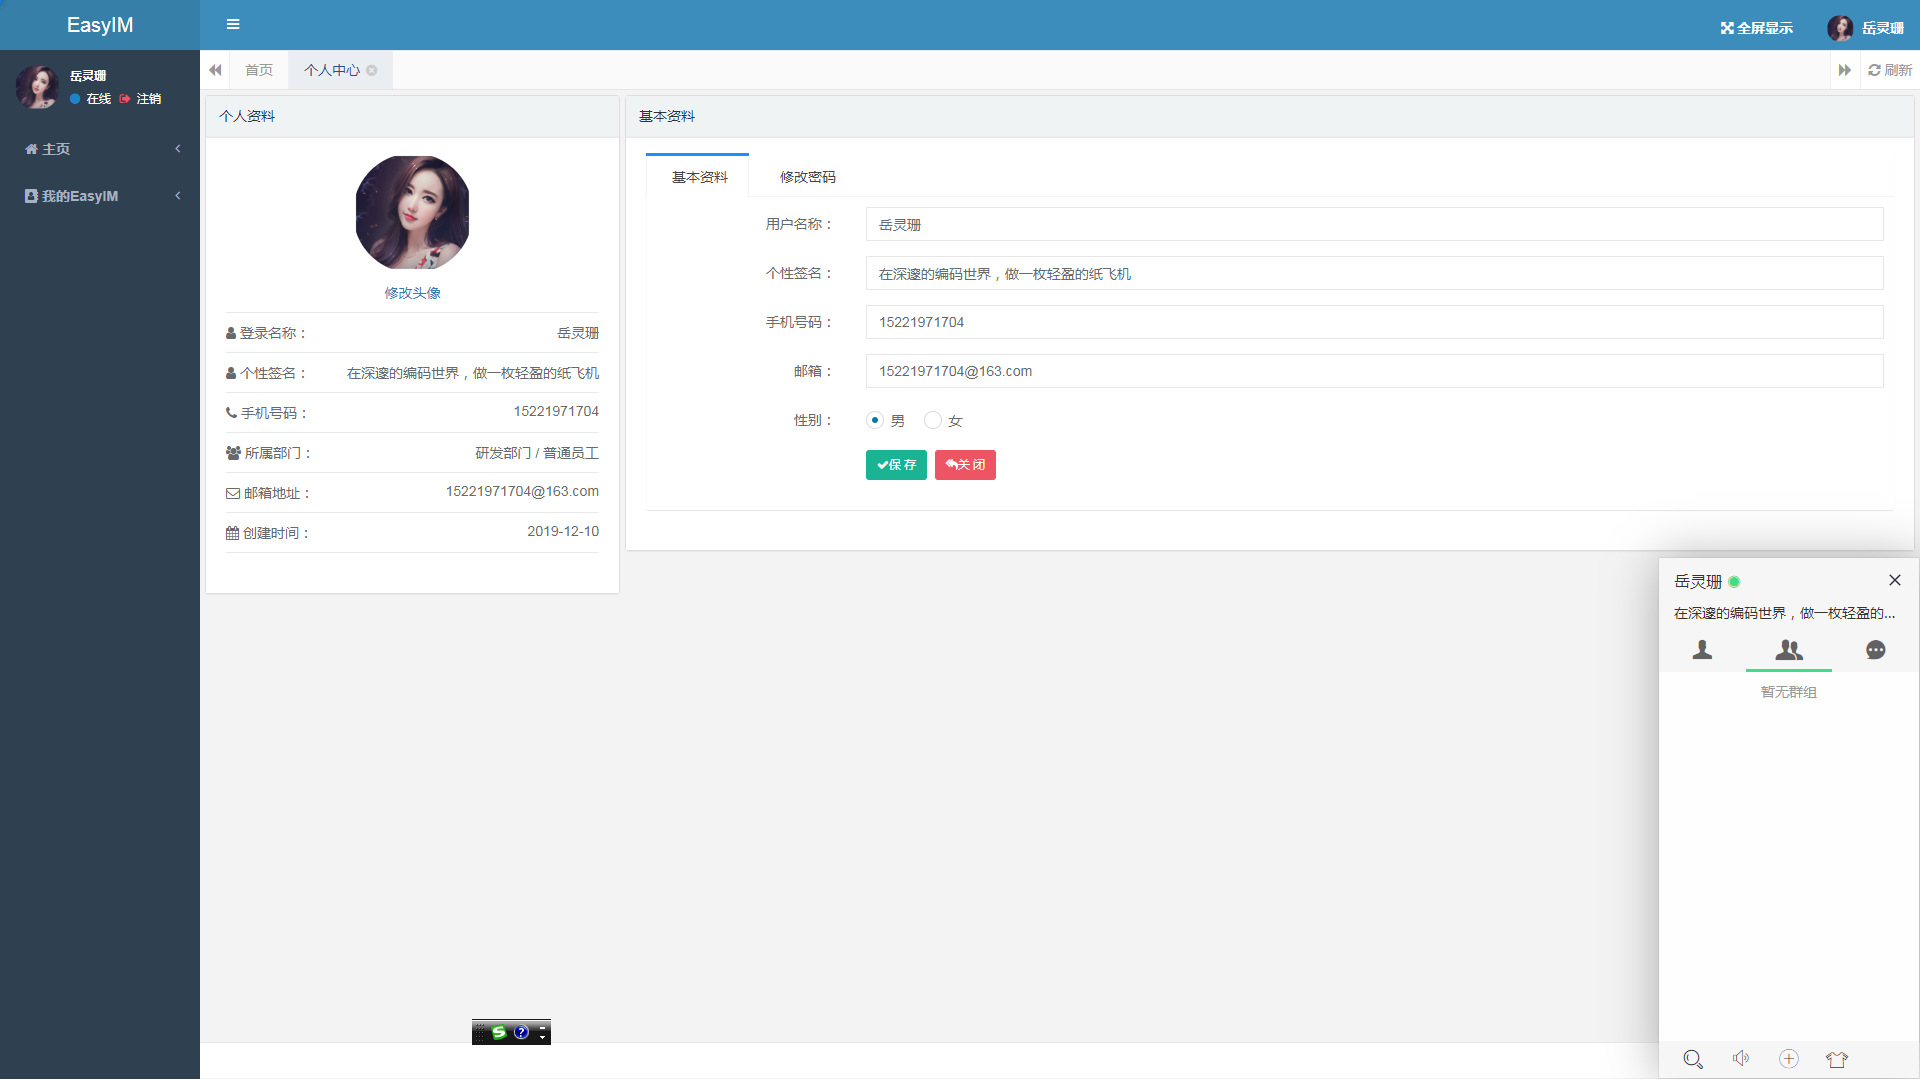 EasyIM
全屏显示
岳灵珊
岳灵珊
在线 注销
首页
个人中心
刷新
主页
我的EasyIM
个人资料
修改头像
登录名称：
岳灵珊
个性签名：
在深邃的编码世界，做一枚轻盈的纸飞机
手机号码：
15221971704
所属部门：
研发部门 / 普通员工
邮箱地址：
15221971704@163.com
创建时间：
2019-12-10
基本资料
基本资料
修改密码
用户名称：
岳灵珊
个性签名：
在深邃的编码世界，做一枚轻盈的纸飞机
手机号码：
15221971704
邮箱：
15221971704@163.com
性别：
男 女
保 存
关 闭
岳灵珊
在深邃的编码世界，做一枚轻盈的...
暂无群组